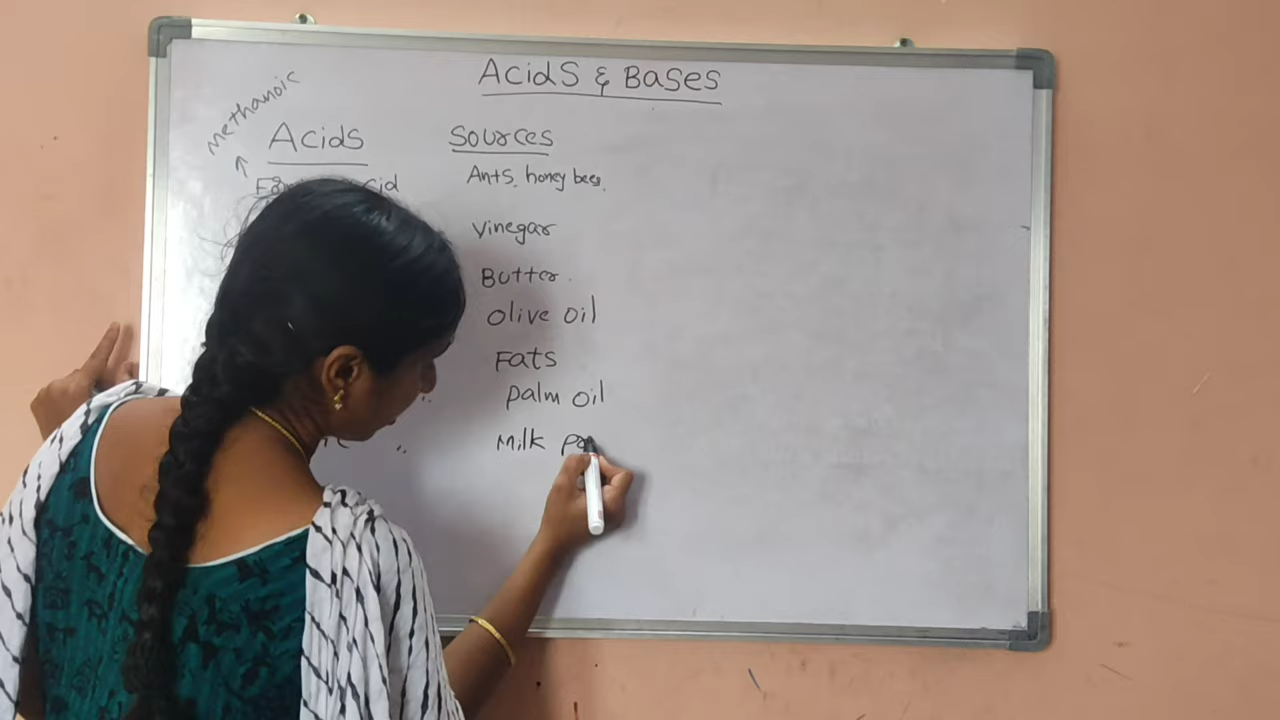 Acids & Bases
Methanoic
Acids Sources
Ants, honey bees.
Vinegar
Butter.
Olive oil
Fats
Palm oil
Milk